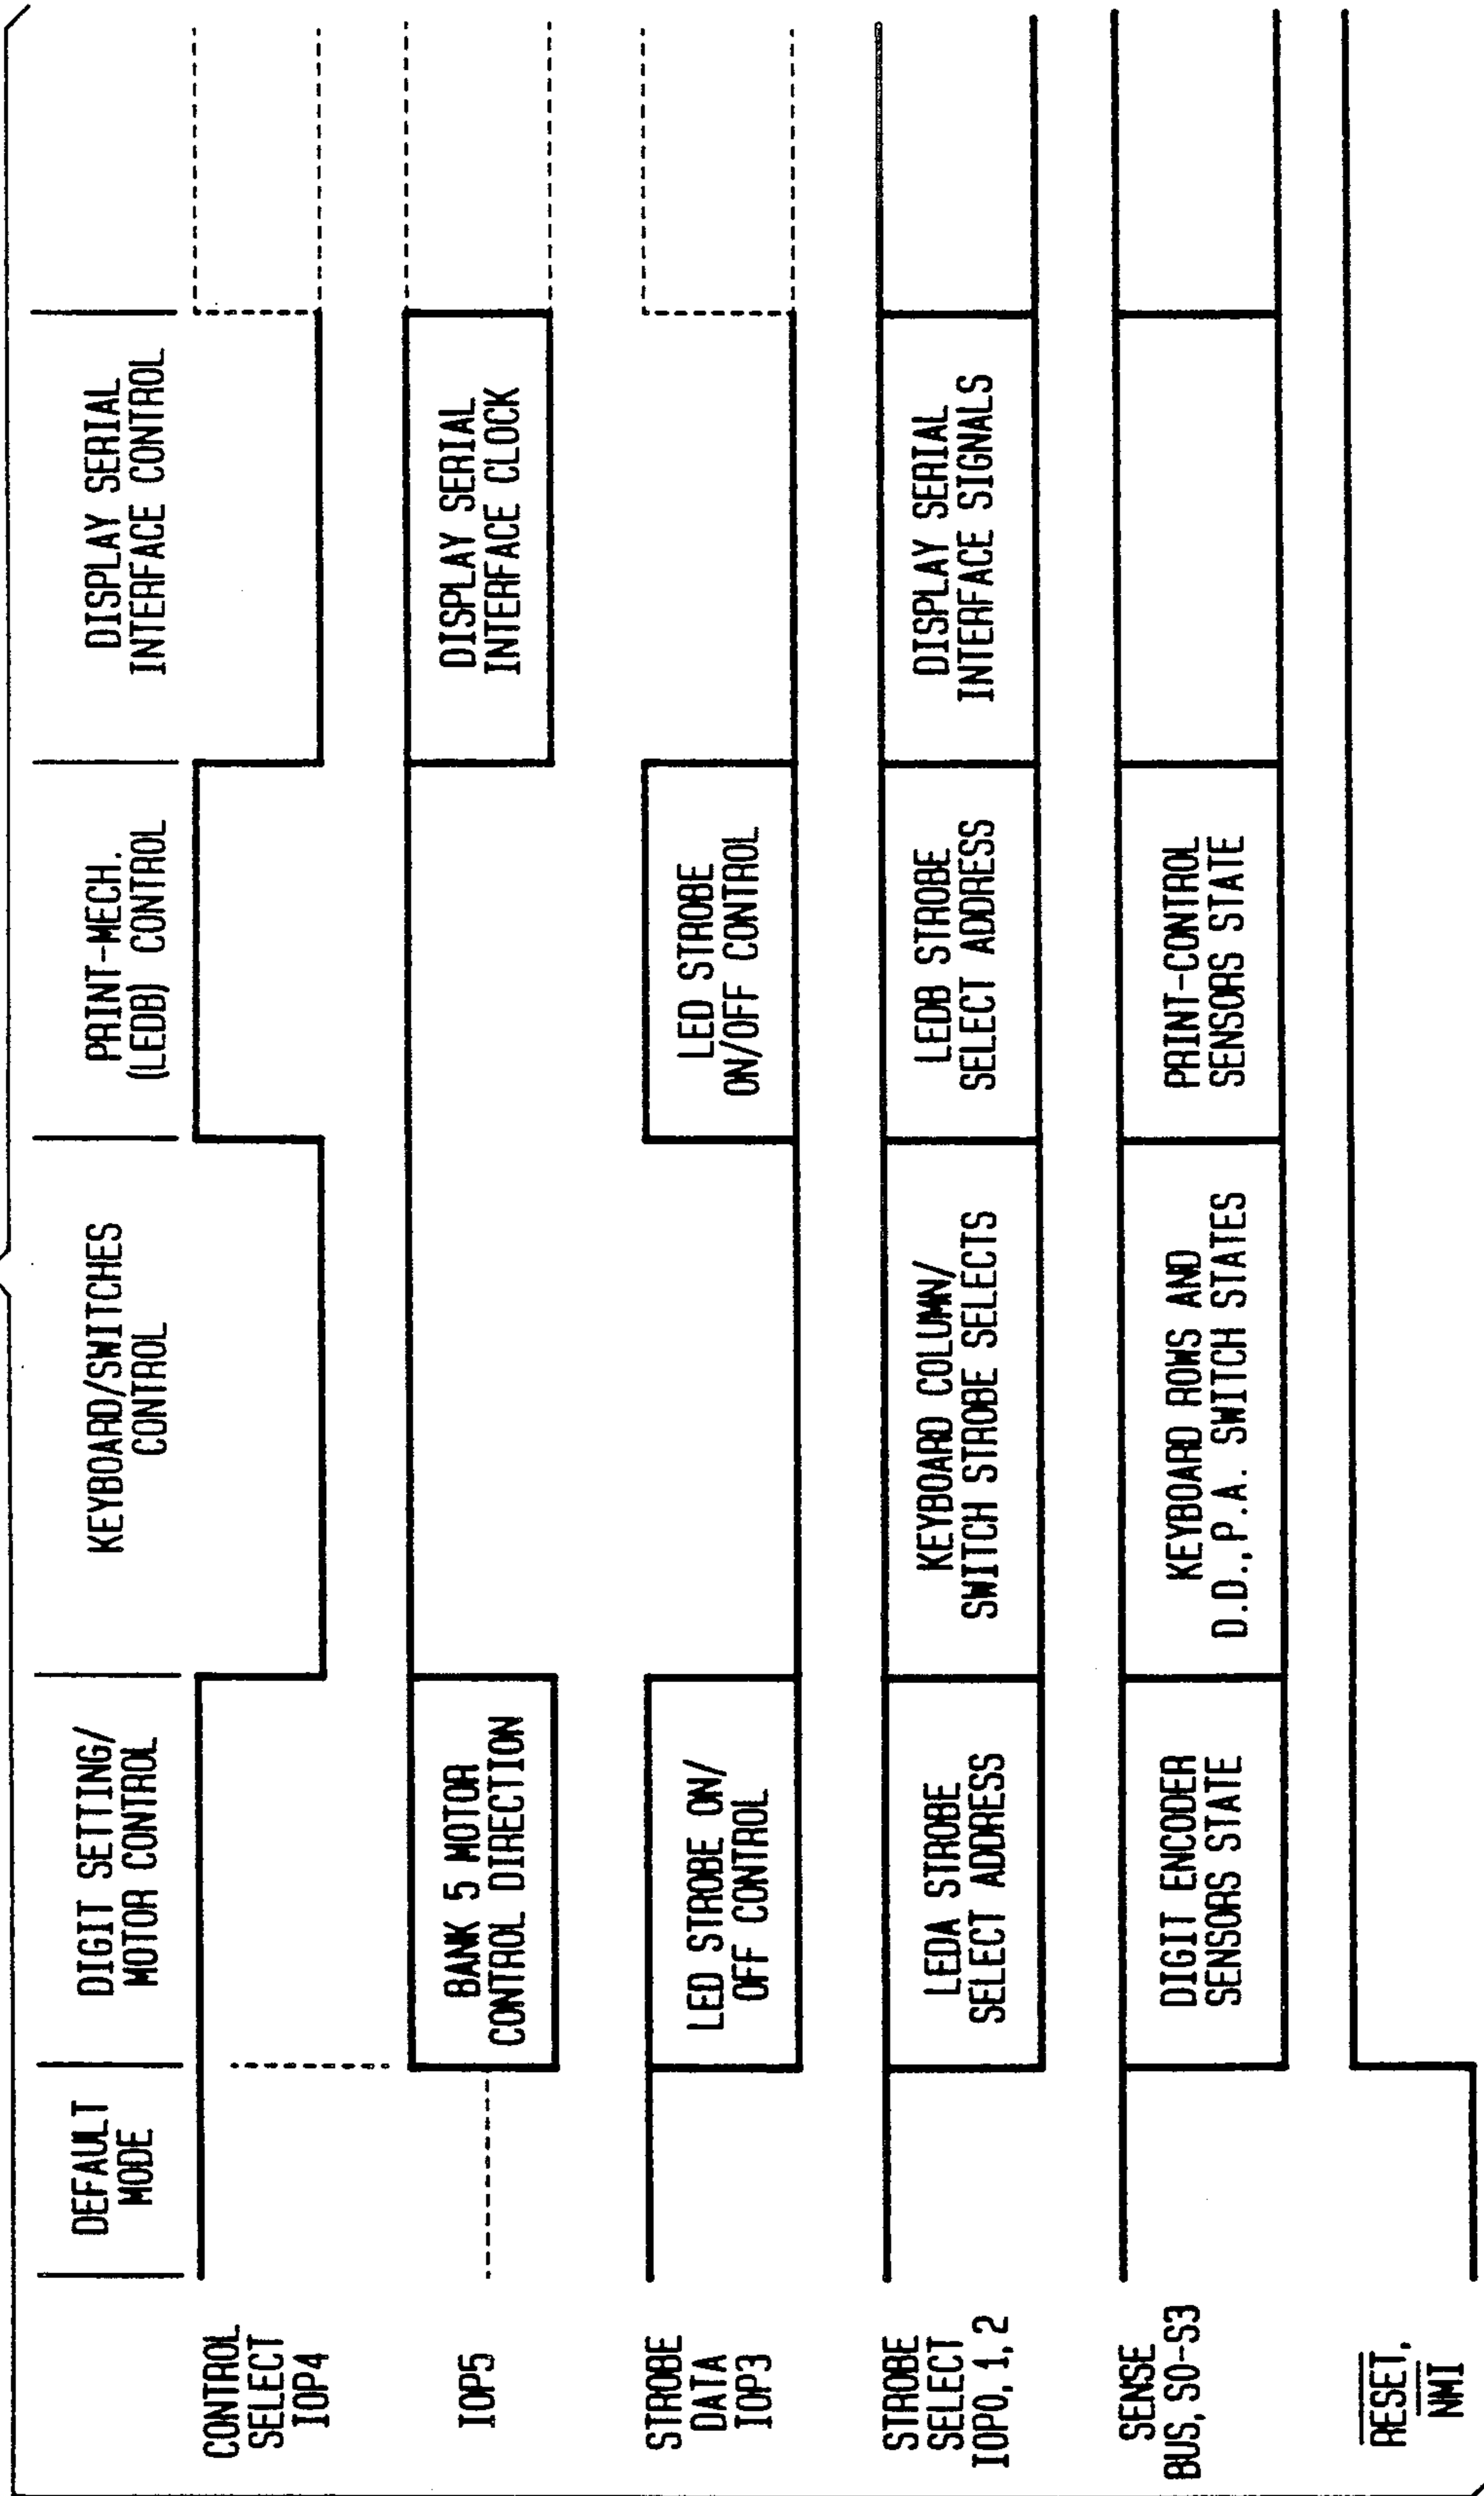 DEFAULT
MODE
DIGIT SETTING/
MOTOR CONTROL
KEYBOARD/SWITCHES
CONTROL
PRINT-MECH.
(LEDB) CONTROL
DISPLAY SERIAL
INTERFACE CONTROL
CONTROL
SELECT
IOP4
IOP5
BANK 5 MOTOR
CONTROL DIRECTION
DISPLAY SERIAL
INTERFACE CLOCK
STROBE
DATA
IOP3
LED STROBE ON/
OFF CONTROL
LED STROBE
ON/OFF CONTROL
STROBE
SELECT
IOP0,1,2
LEDA STROBE
SELECT ADDRESS
KEYBOARD COLUMN/
SWITCH STROBE SELECTS
LEDB STROBE
SELECT ADDRESS
DISPLAY SERIAL
INTERFACE SIGNALS
SENSE
BUS, S0-S3
DIGIT ENCODER
SENSORS STATE
KEYBOARD ROWS AND
D.D.,P.A. SWITCH STATES
PRINT-CONTROL
SENSORS STATE
RESET,
NMI